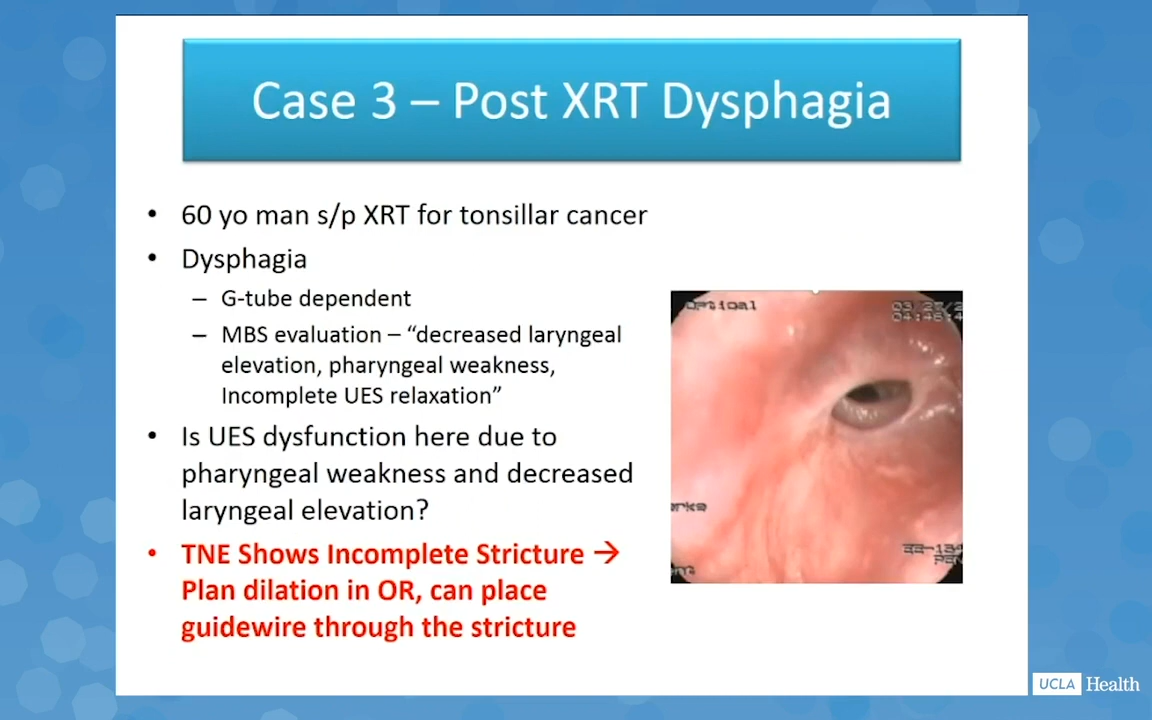 Case 3 – Post XRT Dysphagia
• 60 yo man s/p XRT for tonsillar cancer
• Dysphagia
– G-tube dependent
– MBS evaluation – “decreased laryngeal
elevation, pharyngeal weakness,
Incomplete UES relaxation”
• Is UES dysfunction here due to
pharyngeal weakness and decreased
laryngeal elevation?
• TNE Shows Incomplete Stricture →
Plan dilation in OR, can place
guidewire through the stricture
Optical
UCLA Health